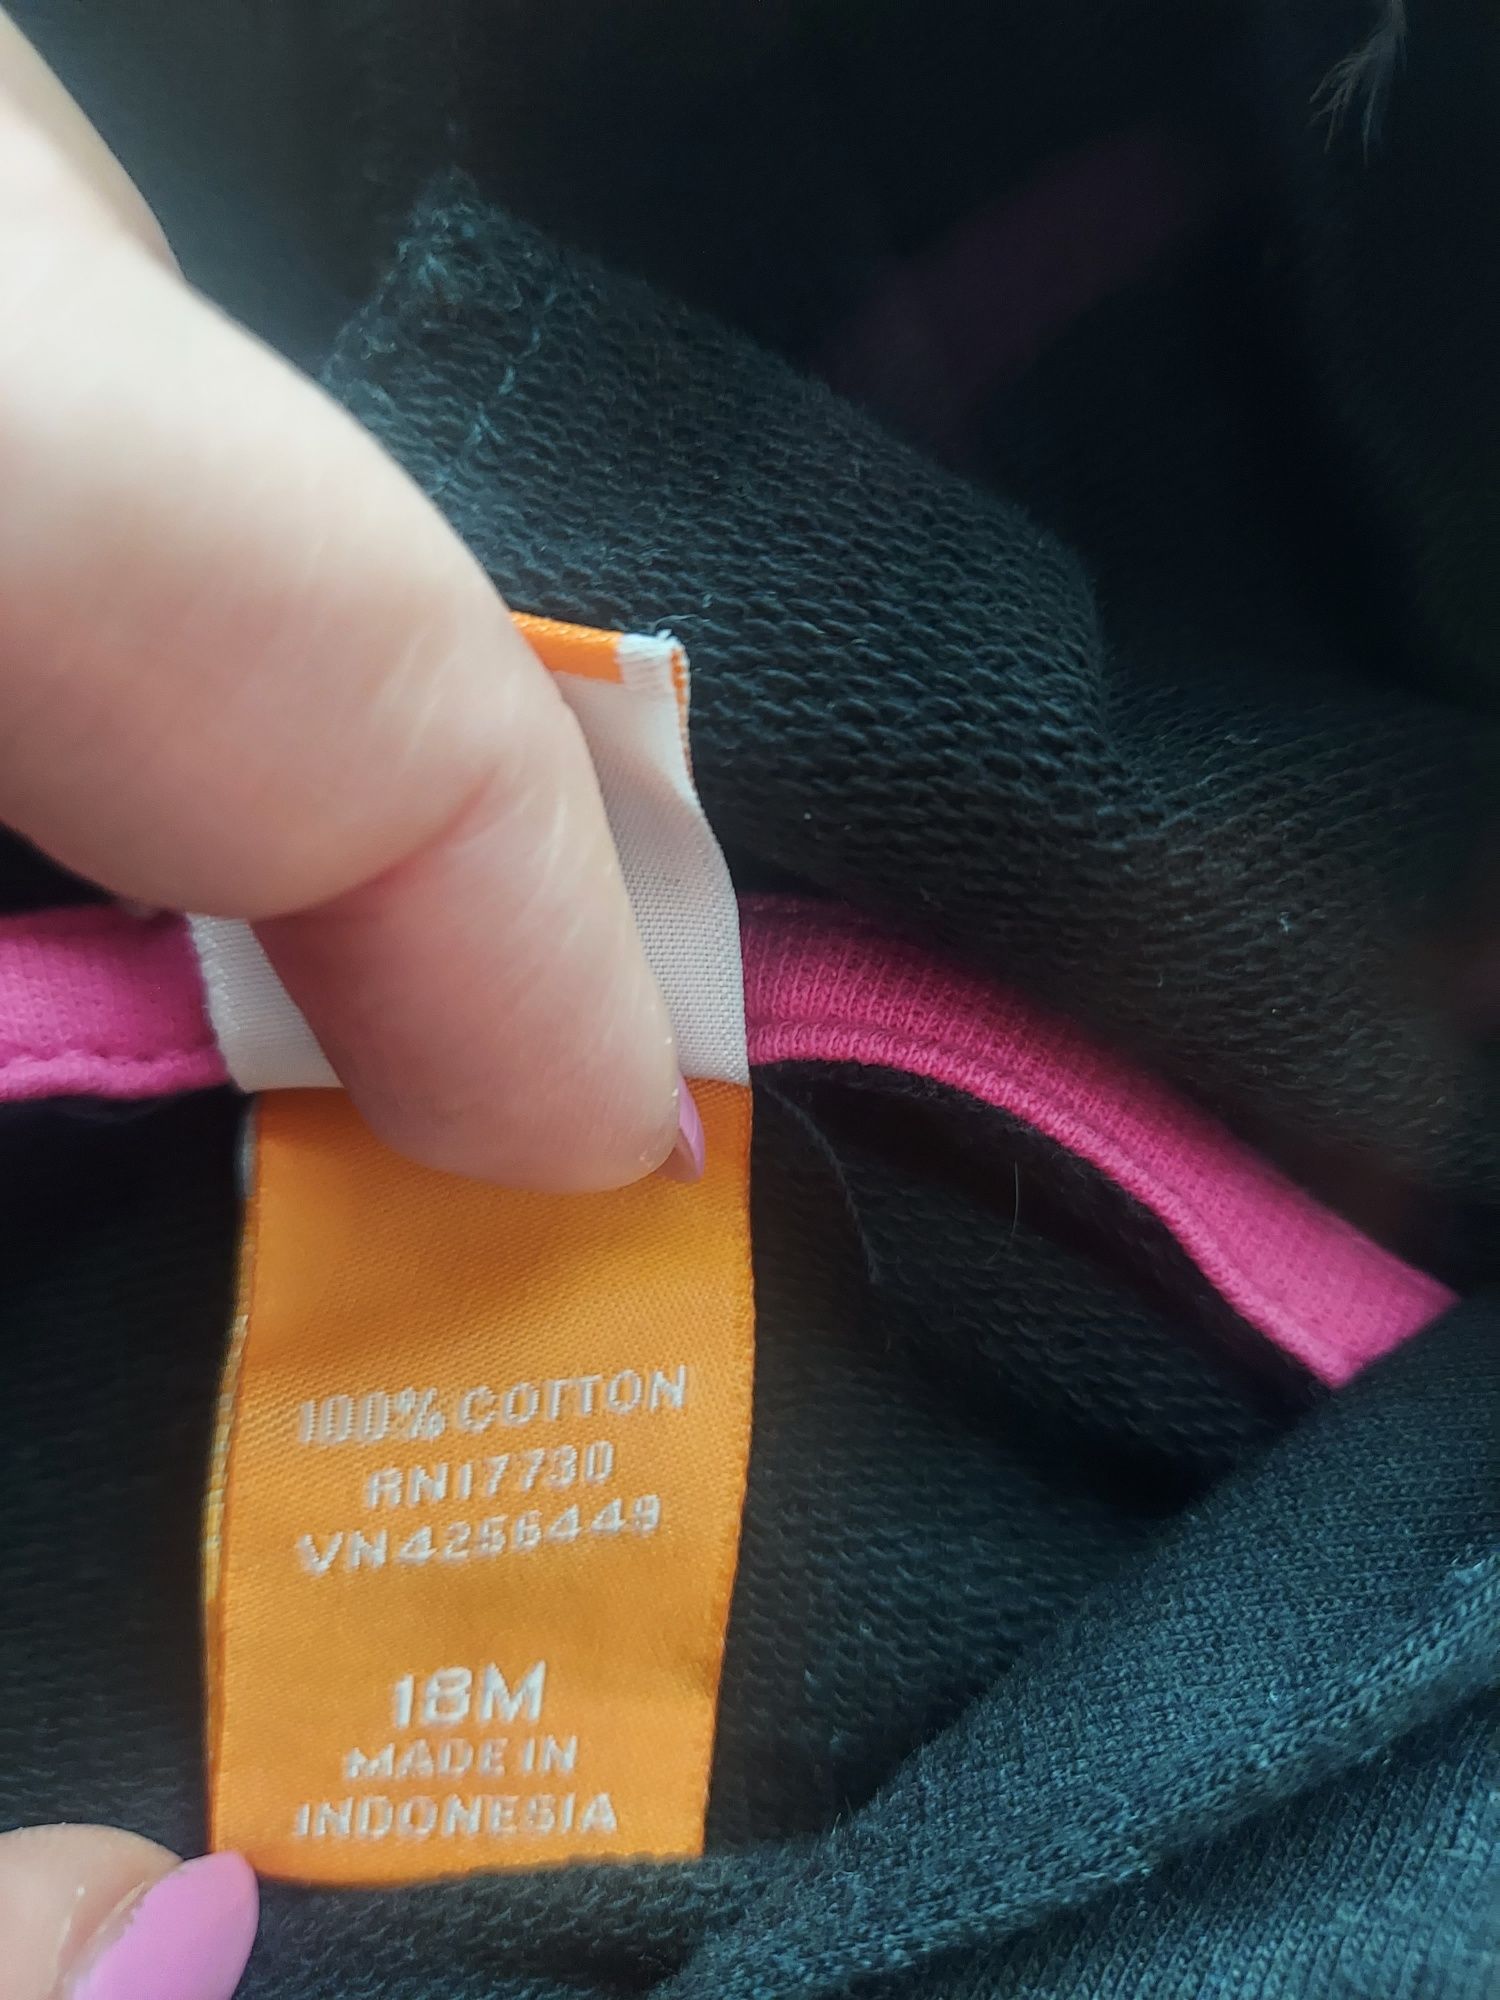 100% COTTON
RN17730
VN4256449
18M
MADE IN
INDONESIA